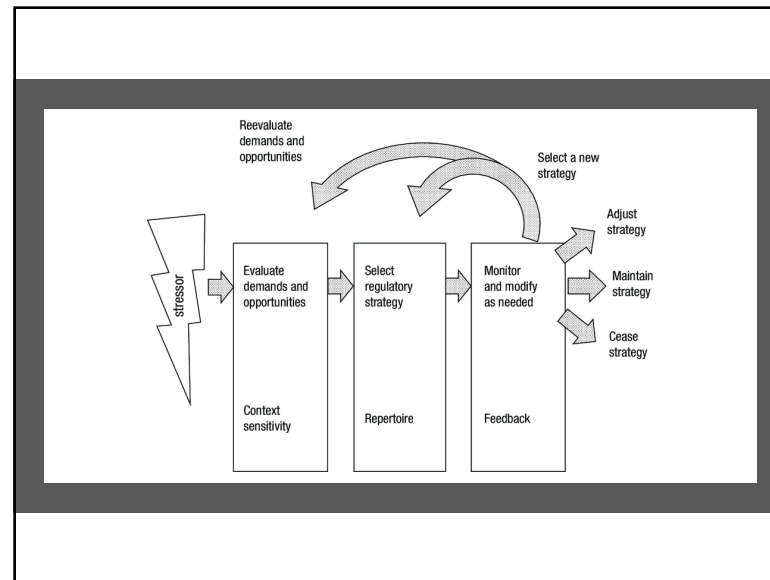 Reevaluate
demands and
opportunities
Select a new
strategy
Adjust
strategy
stressor
Evaluate
demands and
opportunities
Select
regulatory
strategy
Monitor
and modify
as needed
Maintain
strategy
Cease
strategy
Context
sensitivity
Repertoire
Feedback